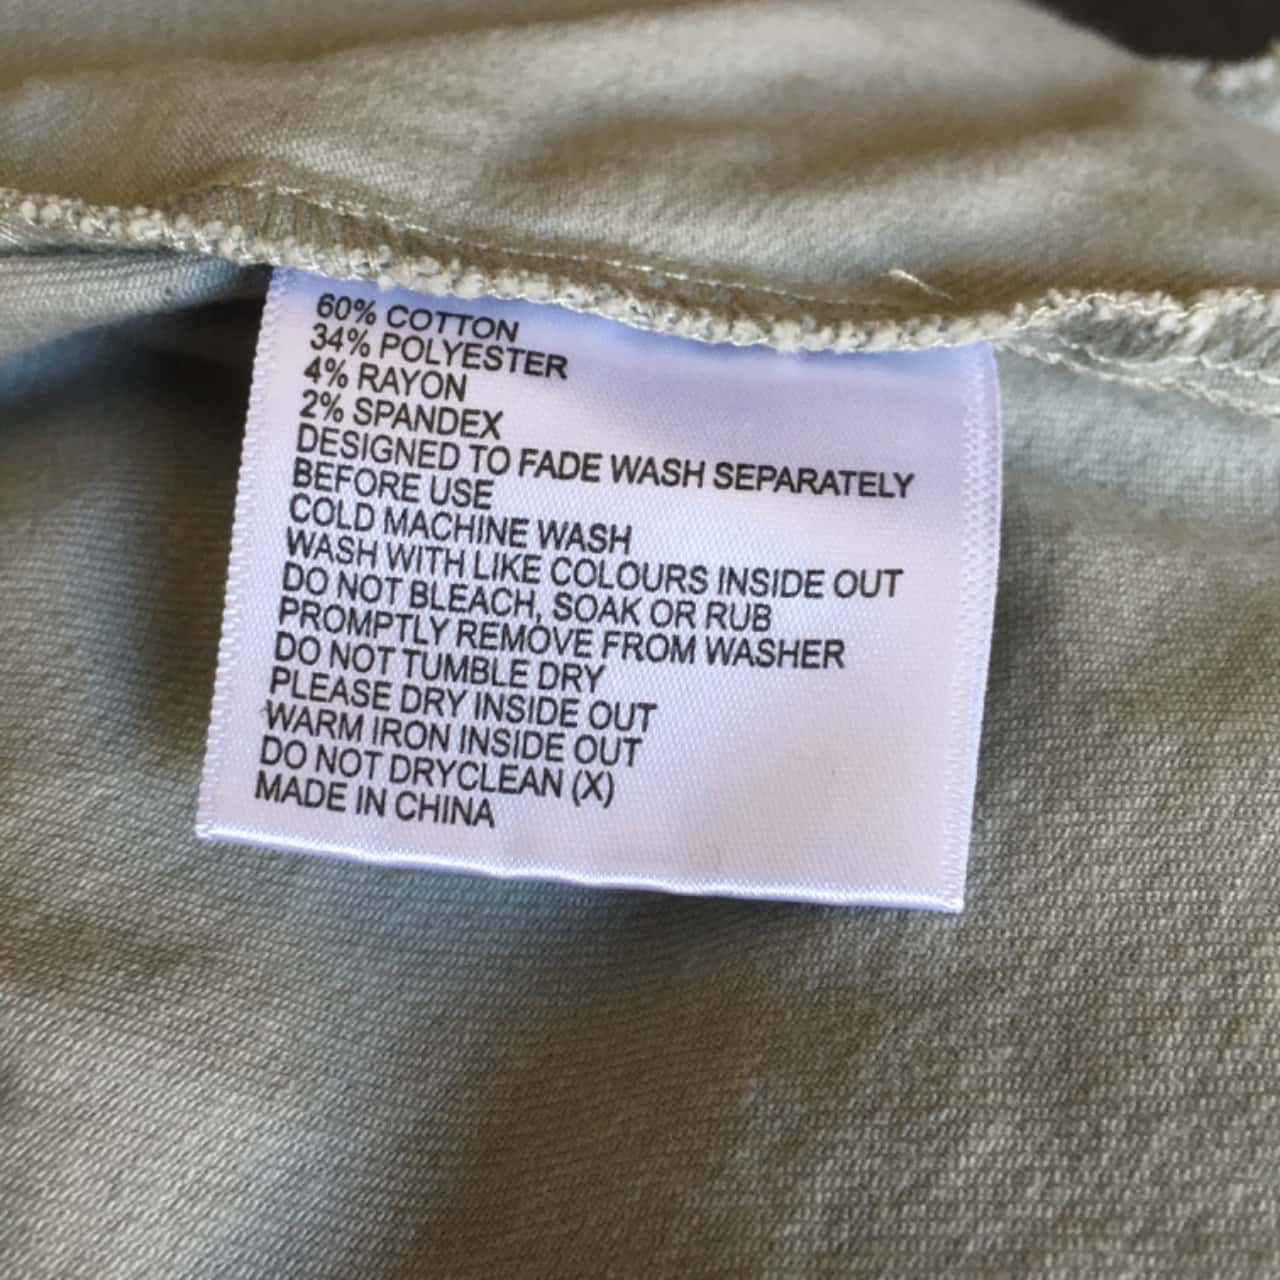 60% COTTON
34% POLYESTER
4% RAYON
2% SPANDEX
DESIGNED TO FADE WASH SEPARATELY
BEFORE USE
COLD MACHINE WASH
WASH WITH LIKE COLOURS INSIDE OUT
DO NOT BLEACH, SOAK OR RUB
PROMPTLY REMOVE FROM WASHER
DO NOT TUMBLE DRY
PLEASE DRY INSIDE OUT
WARM IRON INSIDE OUT
DO NOT DRYCLEAN (X)
MADE IN CHINA